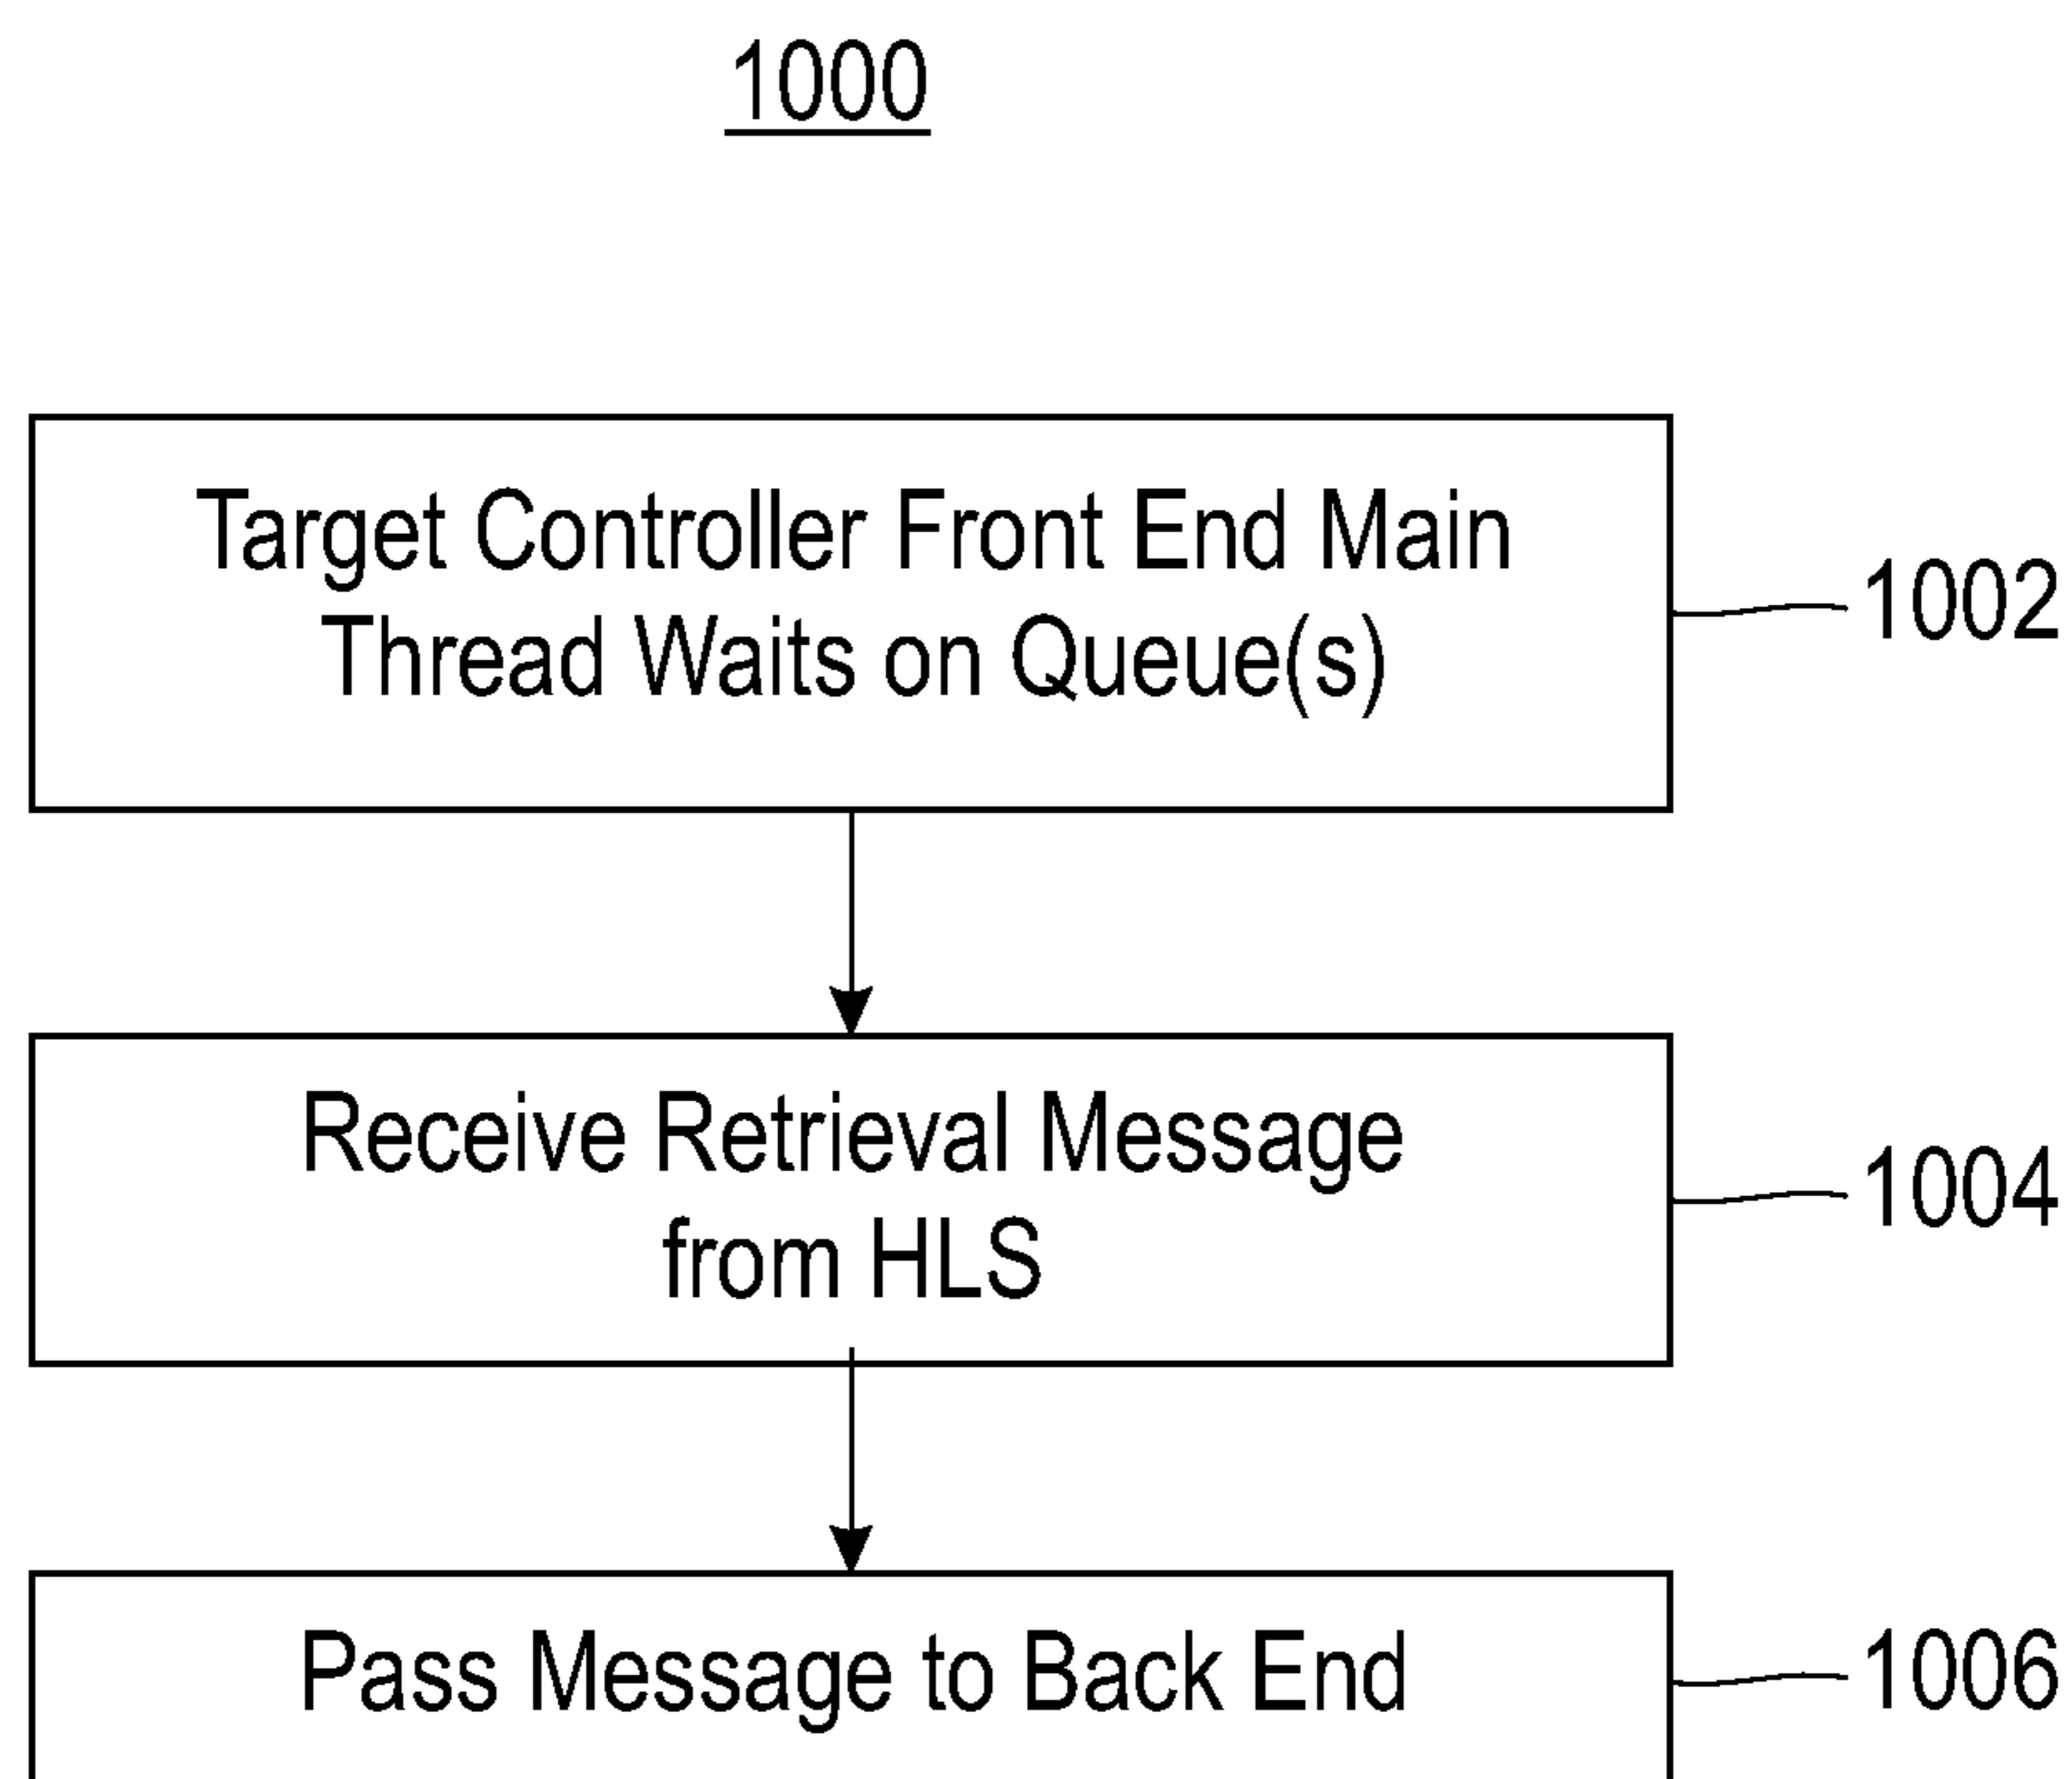 1000
Target Controller Front End Main
Thread Waits on Queue(s)
1002
Receive Retrieval Message
from HLS
1004
Pass Message to Back End
1006